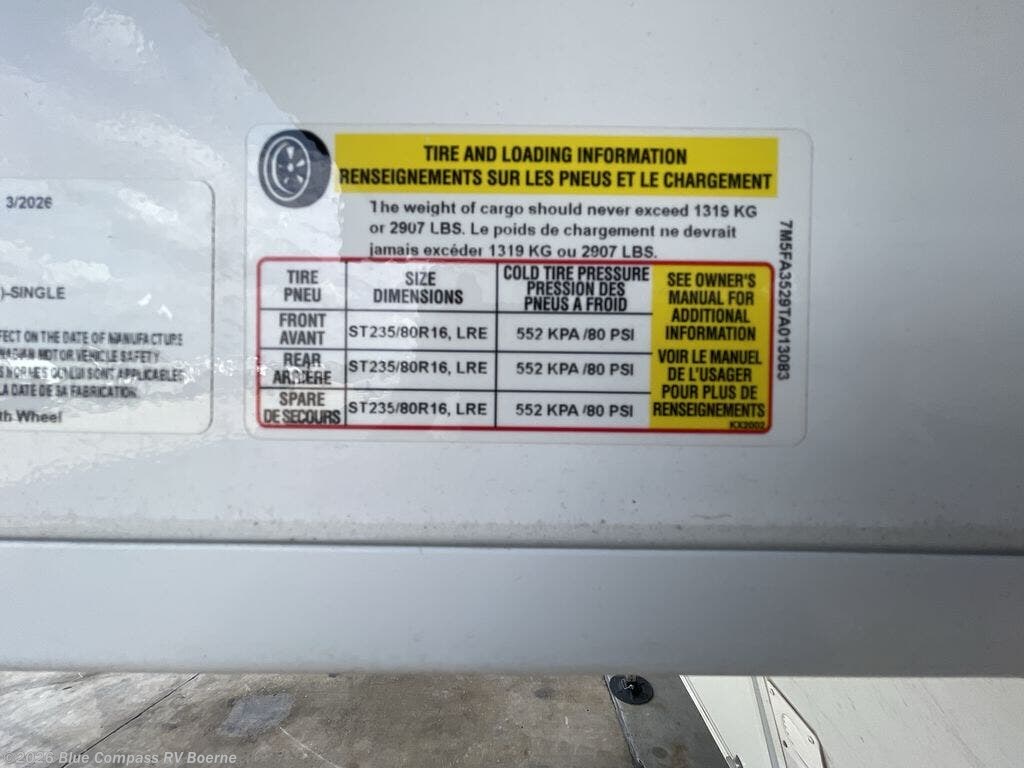 3/2026
)-SINGLE
FECT ON THE DATE OF MANUFACTURE
MOTOR VEHICLE SAFETY
LA DATE DE SA FABRICATION.
th Wheel
TIRE AND LOADING INFORMATION
RENSEIGNEMENTS SUR LES PNEUS ET LE CHARGEMENT
The weight of cargo should never exceed 1319 KG
or 2907 LBS. Le poids de chargement ne devrait
jamais excéder 1319 KG ou 2907 LBS.
TIRE
PNEU
SIZE
DIMENSIONS
COLD TIRE PRESSURE
PRESSION DES
PNEUS A FROID
FRONT
AVANT
ST235/80R16, LRE
552 KPA /80 PSI
REAR
ARRIÈRE
ST235/80R16, LRE
552 KPA /80 PSI
SPARE
DE SECOURS
ST235/80R16, LRE
552 KPA /80 PSI
SEE OWNER'S
MANUAL FOR
ADDITIONAL
INFORMATION
VOIR LE MANUEL
DE L'USAGER
POUR PLUS DE
RENSEIGNEMENTS
KX2002
7M5FA3529TA013083
©2026 Blue Compass RV Boerne